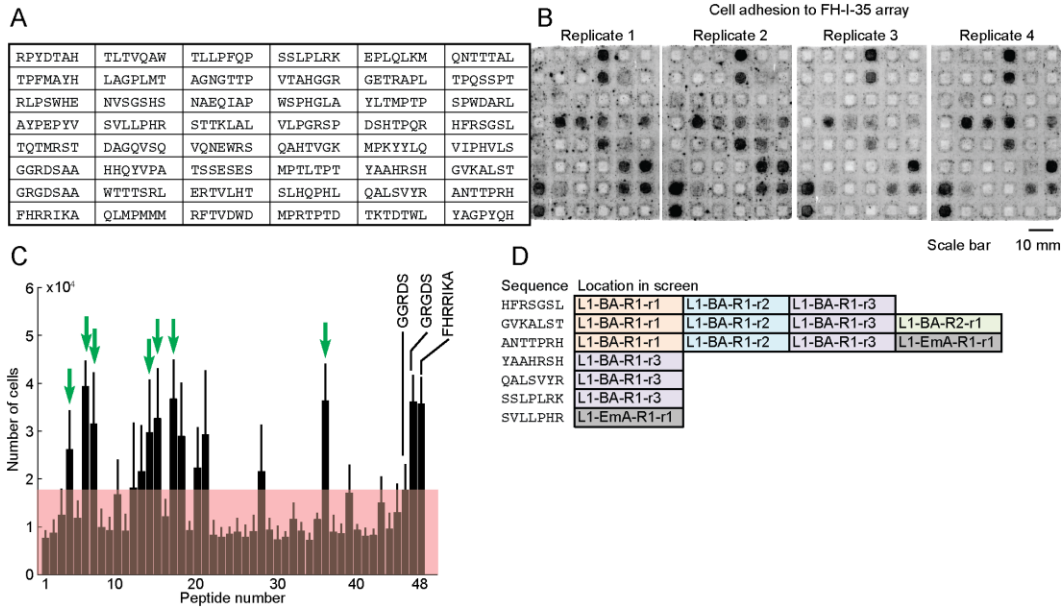 A
RPYDTAH TLTVQAW TLLPFQP SSLPLRK EPLQLKM QNTTTAL
TPFMAYH LAGPLMT AGNGTTP VTAHGGR GETRAPL TPQSSPT
RLPSWHE NVSGSHS NAEQIAP WSPHGLA YLTMPTP SPWDARL
AYPEPYV SVLLPHR STTKLAL VLPGRSP DSHTPQR HFRSGSL
TQTMRST DAGQVSQ VQNEWRS QAHTVGK MPKYYLQ VIPHVLS
GGRDSAA HHQYVPA TSSESES MPTLTPT YAAHRSH GVKALST
GRGDSAA WTTTSRL ERTVLHT SLHQPHL QALSVYR ANTTPRH
FHRRIKA QLMPMMM RFTVDWD MPRTPTD TKTDTWL YAGPYQH
B
Cell adhesion to FH-I-35 array
Replicate 1 Replicate 2 Replicate 3 Replicate 4
Scale bar 10 mm
C
x10⁴
6
5
4
3
2
1
0
Number of cells
GGRDS
GRGDS
FHRRIKA
1 10 20 30 40 48
Peptide number
D
Sequence Location in screen
HFRSGSL L1-BA-R1-r1 L1-BA-R1-r2 L1-BA-R1-r3
GVKALST L1-BA-R1-r1 L1-BA-R1-r2 L1-BA-R1-r3 L1-BA-R2-r1
ANTTPRH L1-BA-R1-r1 L1-BA-R1-r2 L1-BA-R1-r3 L1-EmA-R1-r1
YAAHRSH L1-BA-R1-r3
QALSVYR L1-BA-R1-r3
SSLPLRK L1-BA-R1-r3
SVLLPHR L1-EmA-R1-r1